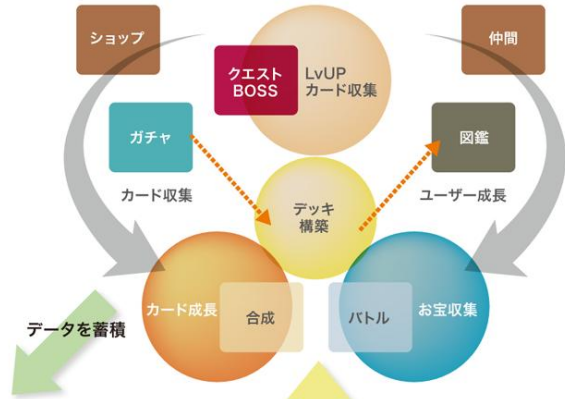 ショップ
仲間
クエスト
BOSS
LvUP
カード収集
ガチャ
図鑑
カード収集
ユーザー成長
デッキ
構築
カード成長
合成
バトル
お宝収集
データを蓄積